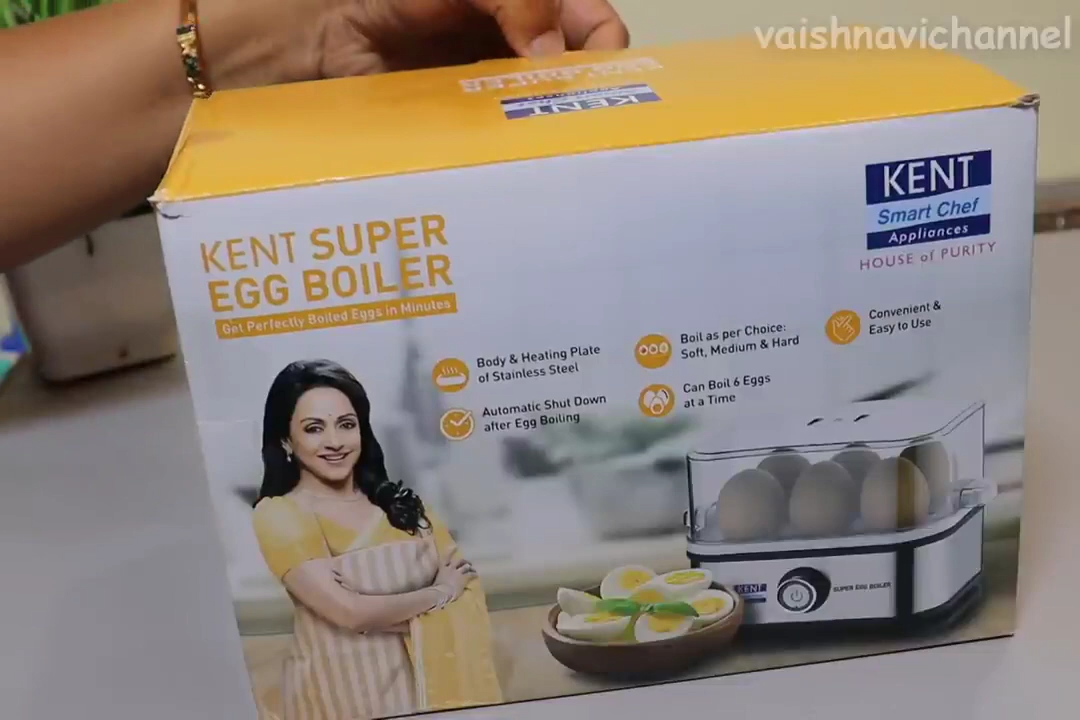 vaishnavichannel
KENT
KENT
Smart Chef
Appliances
HOUSE of PURITY
KENT SUPER
EGG BOILER
Get Perfectly Boiled Eggs in Minutes
Body & Heating Plate
of Stainless Steel
Automatic Shut Down
after Egg Boiling
Boil as per Choice:
Soft, Medium & Hard
Can Boil 6 Eggs
at a Time
Convenient &
Easy to Use
KENT
SUPER EGG BOILER